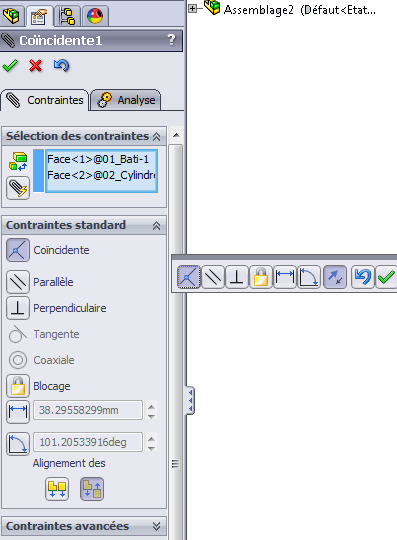 Assemblage2 (Défaut<Etat...
Coïncidente1
?
Contraintes
Analyse
Sélection des contraintes
Face<1>@01_Bati-1
Face<2>@02_Cylindre
Contraintes standard
Coïncidente
Parallèle
Perpendiculaire
Tangente
Coaxiale
Blocage
38.29558299mm
101.20533916deg
Alignement des
Contraintes avancées